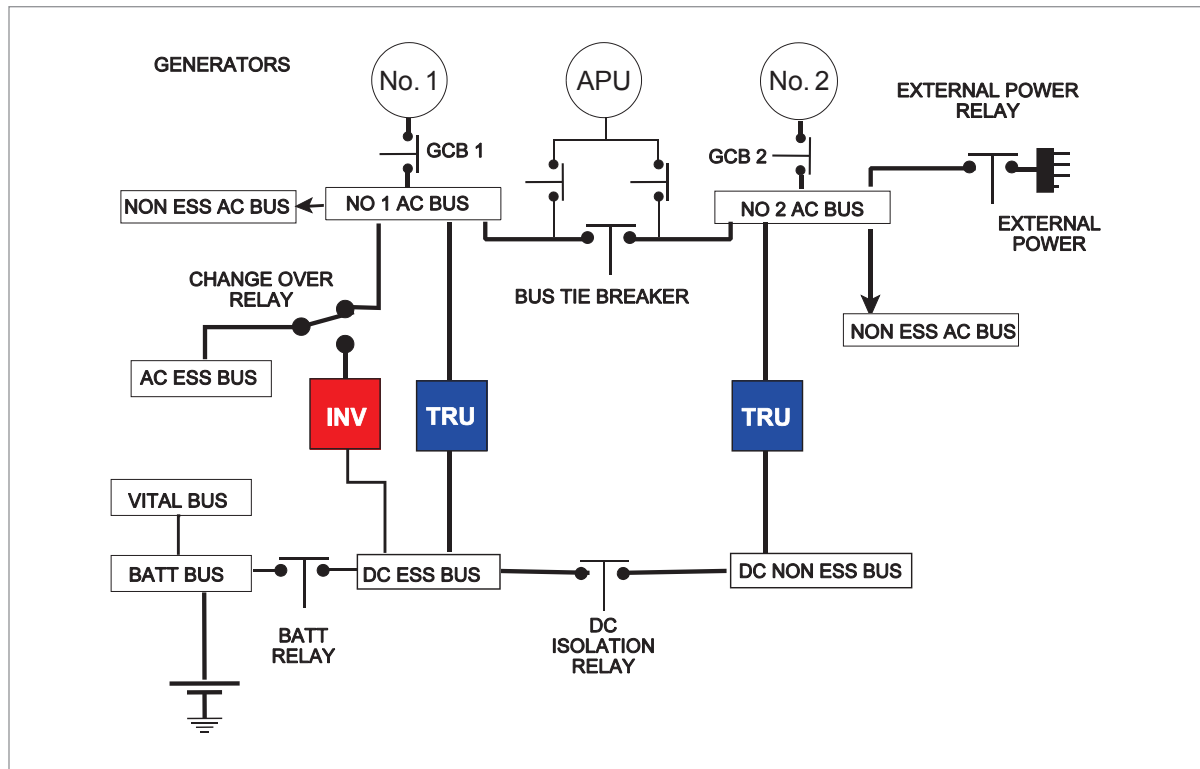 GENERATORS
No. 1
APU
No. 2
EXTERNAL POWER
RELAY
GCB 1
GCB 2
NON ESS AC BUS
NO 1 AC BUS
NO 2 AC BUS
EXTERNAL
POWER
CHANGE OVER
RELAY
BUS TIE BREAKER
NON ESS AC BUS
AC ESS BUS
INV
TRU
TRU
VITAL BUS
BATT BUS
DC ESS BUS
DC NON ESS BUS
BATT
RELAY
DC
ISOLATION
RELAY